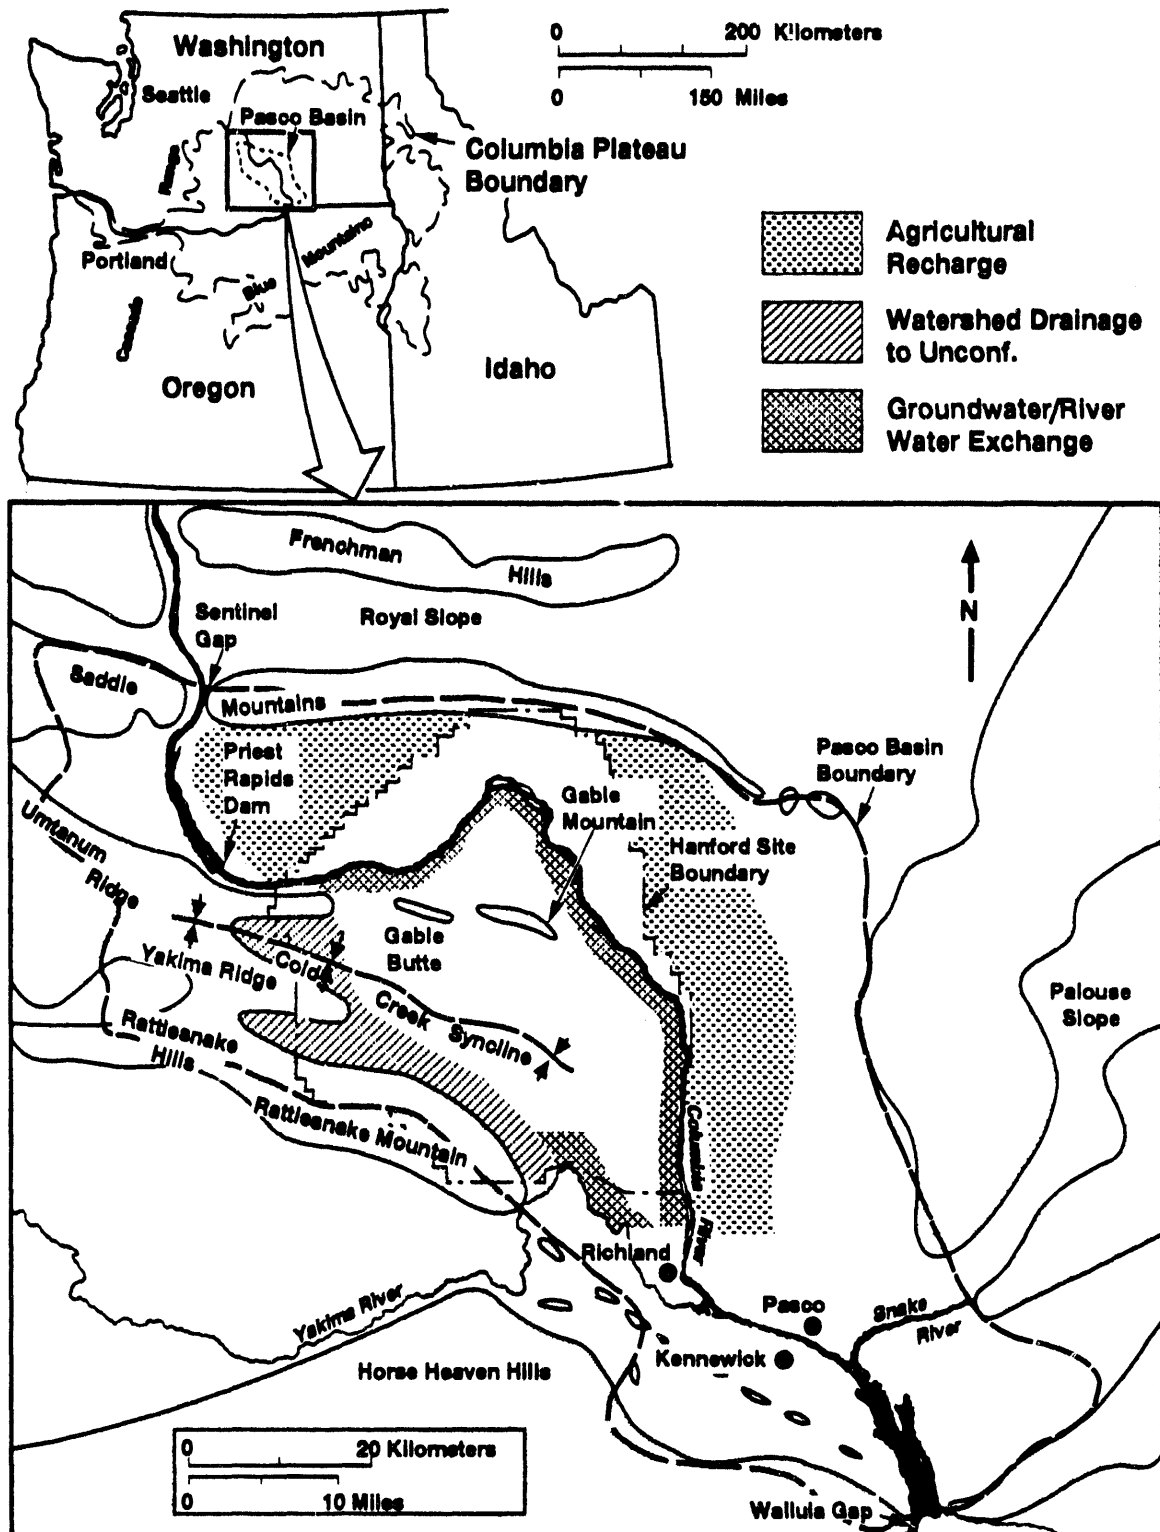 Washington
Seattle
Pasco Basin
Range
Portland
Blue
Mountains
Cascade
Oregon
Idaho
0 200 Kilometers
0 150 Miles
Columbia Plateau
Boundary
Agricultural
Recharge
Watershed Drainage
to Unconf.
Groundwater/River
Water Exchange
Frenchman
Hills
Sentinel
Gap
Royal Slope
N
Saddle
Mountains
Priest
Rapids
Dam
Pasco Basin
Boundary
Gable
Mountain
Umtanum
Ridge
Hanford Site
Boundary
Gable
Butte
Yakima Ridge
Cold
Creek
Syncline
Palouse
Slope
Rattlesnake
Hills
Rattlesnake Mountain
Columbia
River
Richland
Pasco
Snake
River
Yakima River
Kennewick
Horse Heaven Hills
0 20 Kilometers
0 10 Miles
Wallula Gap